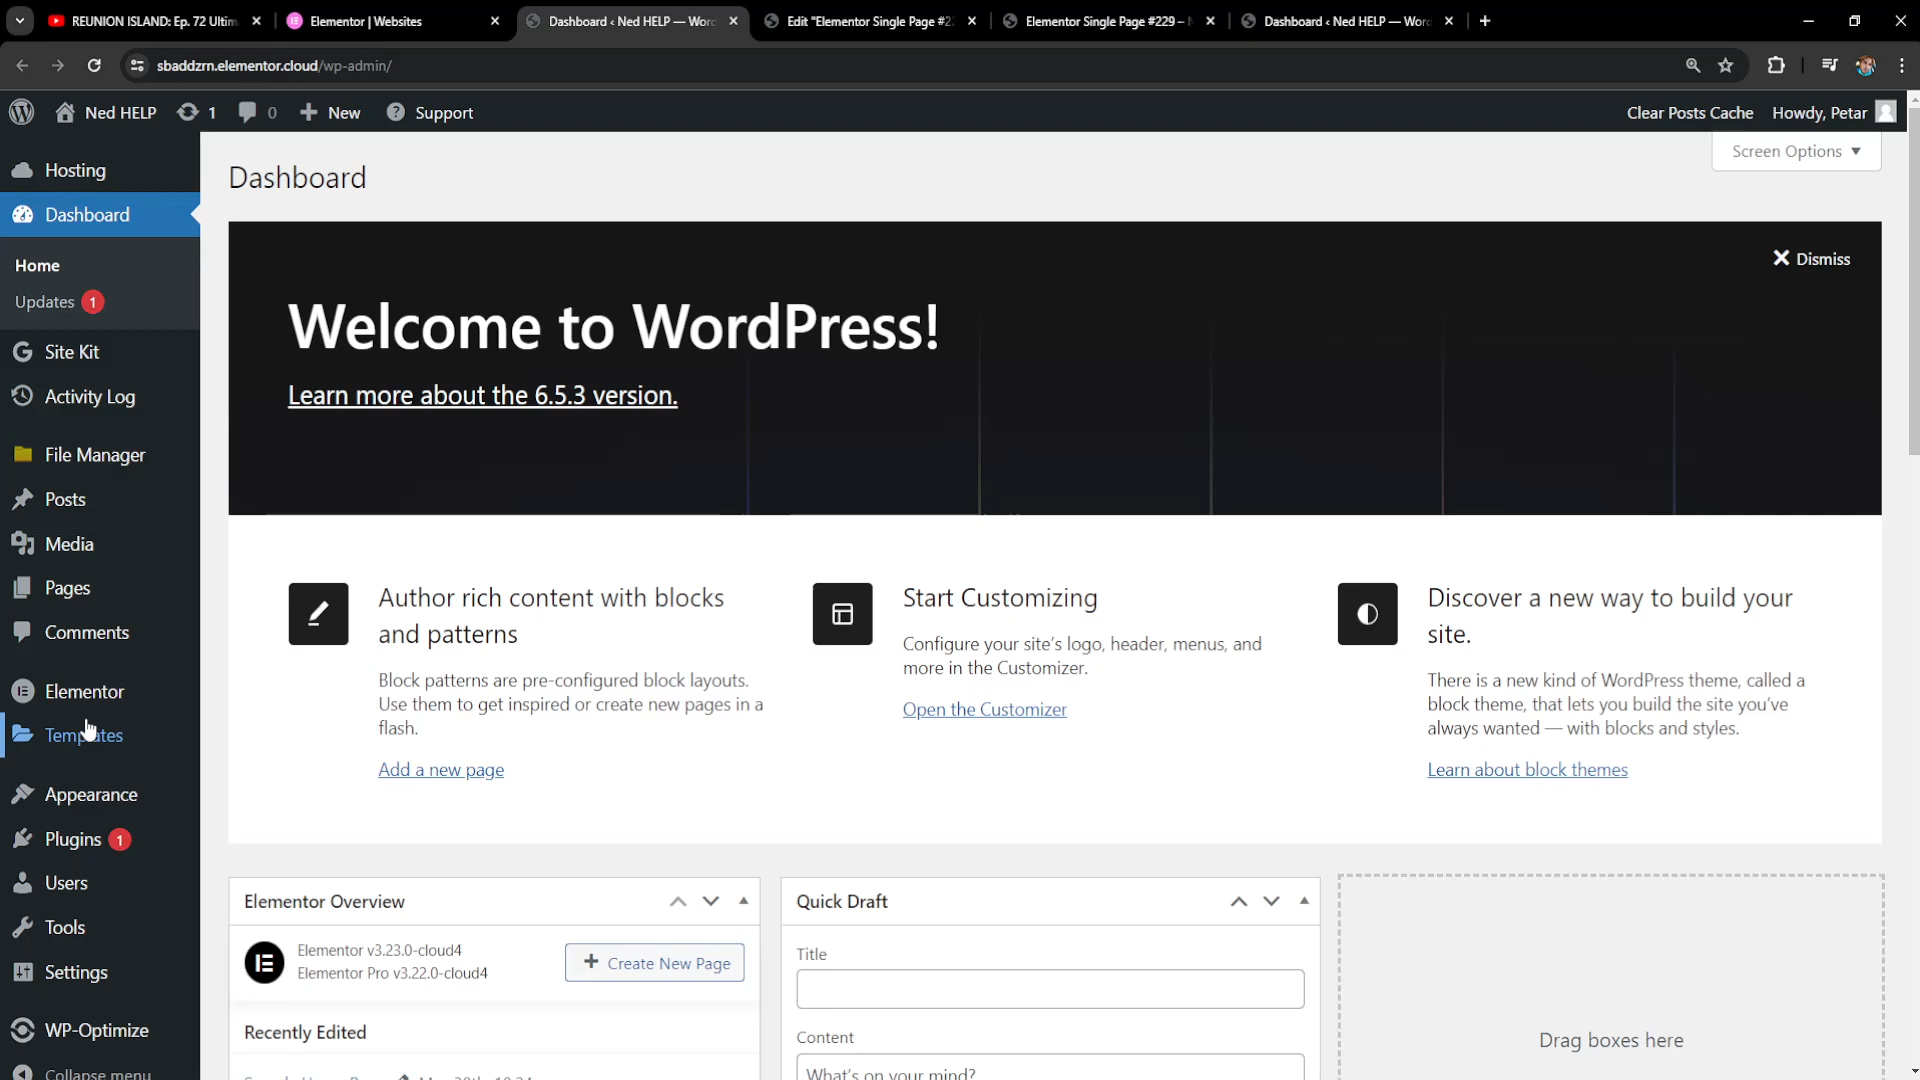 REUNION ISLAND: Ep. 72 Ultim
Elementor | Websites
Dashboard ‹ Ned HELP — Wor
Edit "Elementor Single Page #2
Elementor Single Page #229 –
Dashboard ‹ Ned HELP — Wor
sbaddzrn.elementor.cloud/wp-admin/
Ned HELP
1
0
New
Support
Clear Posts Cache
Howdy, Petar
Screen Options
Hosting
Dashboard
Home
Updates 1
Site Kit
Activity Log
File Manager
Posts
Media
Pages
Comments
Elementor
Templates
Appearance
Plugins 1
Users
Tools
Settings
WP-Optimize
Collapse menu
Dashboard
Dismiss
Welcome to WordPress!
Learn more about the 6.5.3 version.
Author rich content with blocks
and patterns
Block patterns are pre-configured block layouts.
Use them to get inspired or create new pages in a
flash.
Add a new page
Start Customizing
Configure your site's logo, header, menus, and
more in the Customizer.
Open the Customizer
Discover a new way to build your
site.
There is a new kind of WordPress theme, called a
block theme, that lets you build the site you've
always wanted — with blocks and styles.
Learn about block themes
Elementor Overview
Elementor v3.23.0-cloud4
Elementor Pro v3.22.0-cloud4
Create New Page
Recently Edited
Quick Draft
Title
Content
What's on your mind?
Drag boxes here